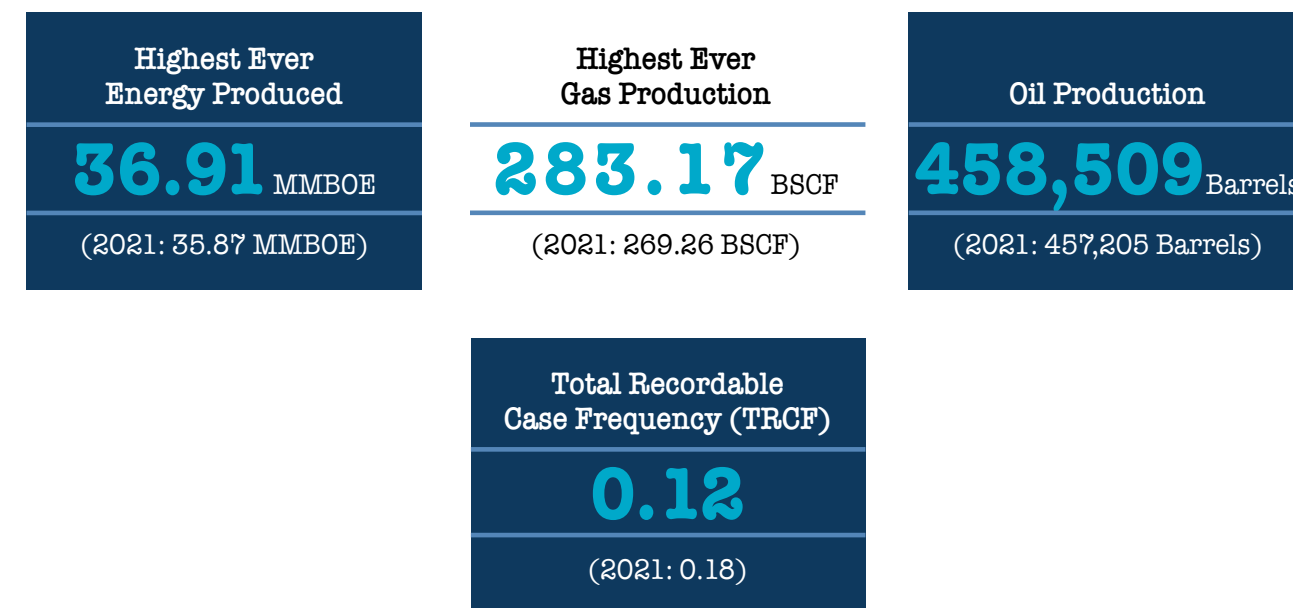 Highest Ever
Energy Produced
36.91 MMBOE
(2021: 35.87 MMBOE)
Highest Ever
Gas Production
283.17 BSCF
(2021: 269.26 BSCF)
Oil Production
458,509 Barrels
(2021: 457,205 Barrels)
Total Recordable
Case Frequency (TRCF)
0.12
(2021: 0.18)